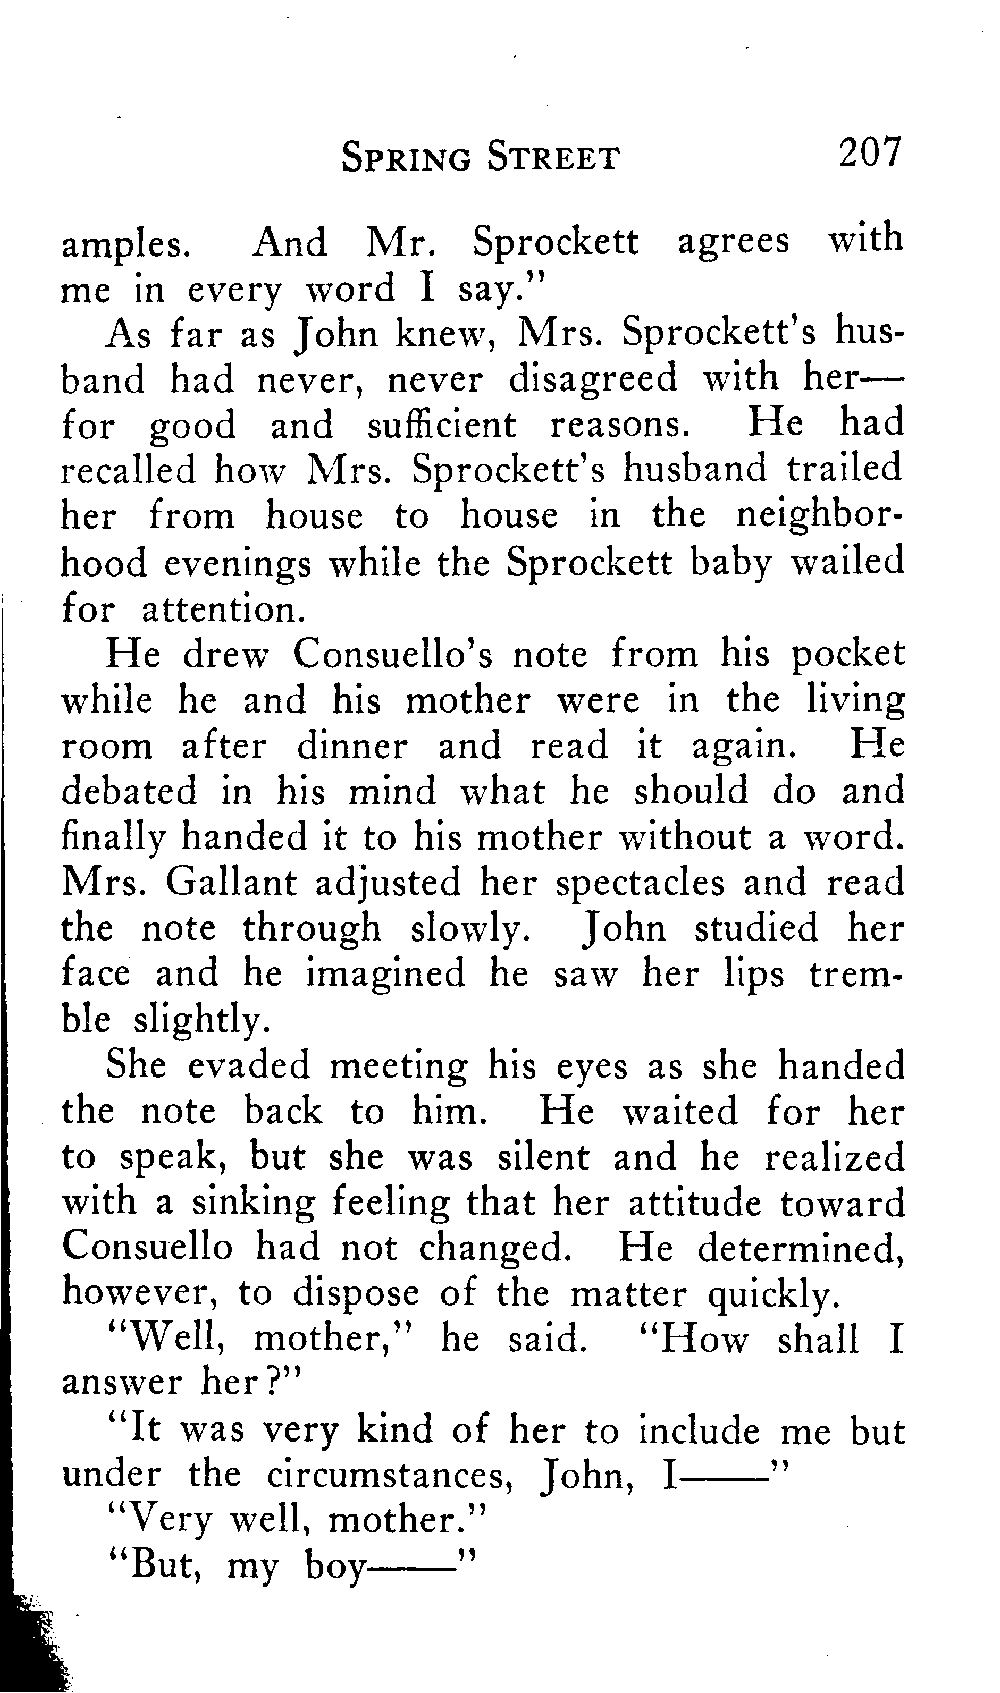 SPRING STREET 207
amples. And Mr. Sprockett agrees with
me in every word I say."
As far as John knew, Mrs. Sprockett's hus-
band had never, never disagreed with her—
for good and sufficient reasons. He had
recalled how Mrs. Sprockett's husband trailed
her from house to house in the neighbor-
hood evenings while the Sprockett baby wailed
for attention.
He drew Consuello's note from his pocket
while he and his mother were in the living
room after dinner and read it again. He
debated in his mind what he should do and
finally handed it to his mother without a word.
Mrs. Gallant adjusted her spectacles and read
the note through slowly. John studied her
face and he imagined he saw her lips trem-
ble slightly.
She evaded meeting his eyes as she handed
the note back to him. He waited for her
to speak, but she was silent and he realized
with a sinking feeling that her attitude toward
Consuello had not changed. He determined,
however, to dispose of the matter quickly.
"Well, mother," he said. "How shall I
answer her?"
"It was very kind of her to include me but
under the circumstances, John, I——"
"Very well, mother."
"But, my boy——"